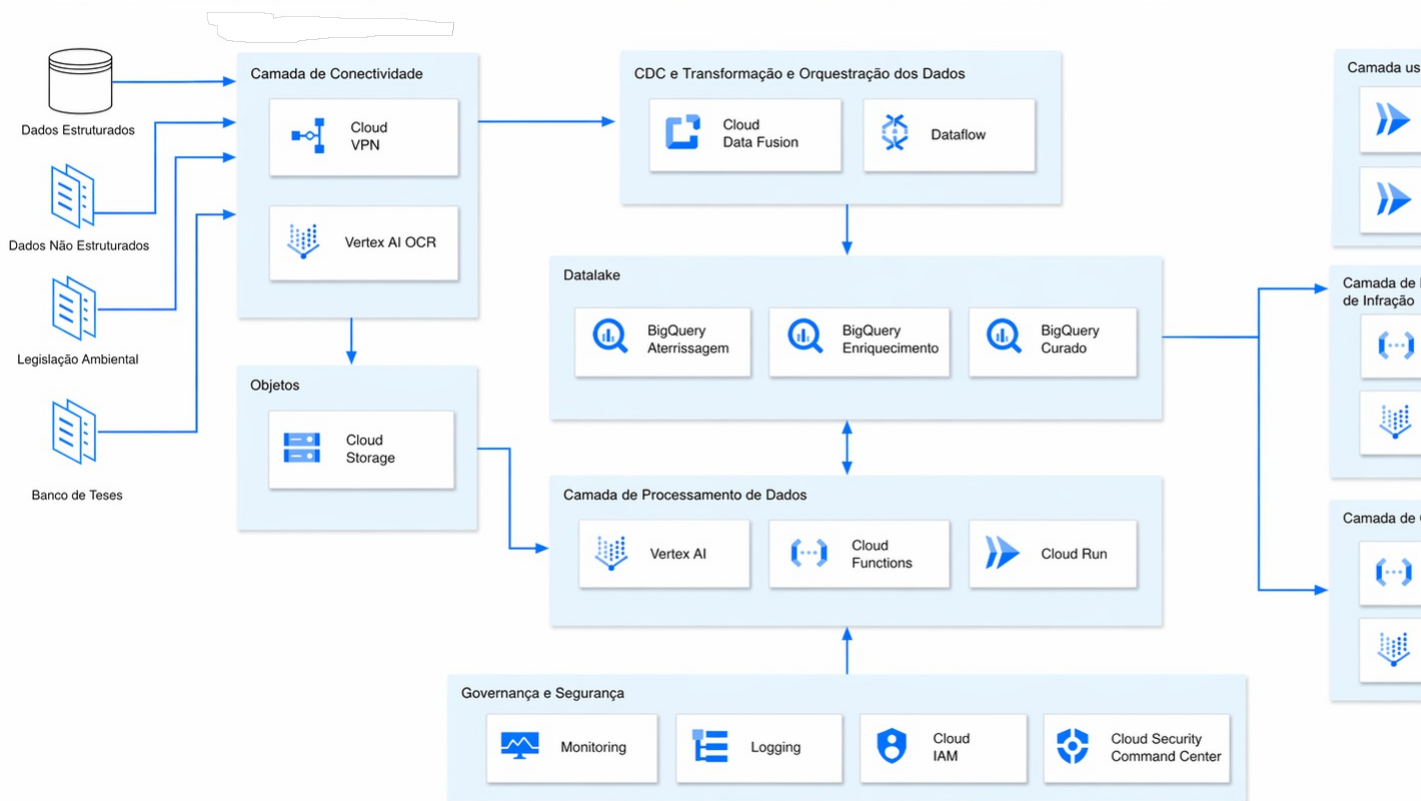 Dados Estruturados
Dados Não Estruturados
Legislação Ambiental
Banco de Teses
Camada de Conectividade
Cloud
VPN
Vertex AI OCR
Objetos
Cloud
Storage
CDC e Transformação e Orquestração dos Dados
Cloud
Data Fusion
Dataflow
Datalake
BigQuery
Aterrissagem
BigQuery
Enriquecimento
BigQuery
Curado
Camada de Processamento de Dados
Vertex AI
Cloud
Functions
Cloud Run
Governança e Segurança
Monitoring
Logging
Cloud
IAM
Cloud Security
Command Center
Camada us
Camada de
de Infração
Camada de